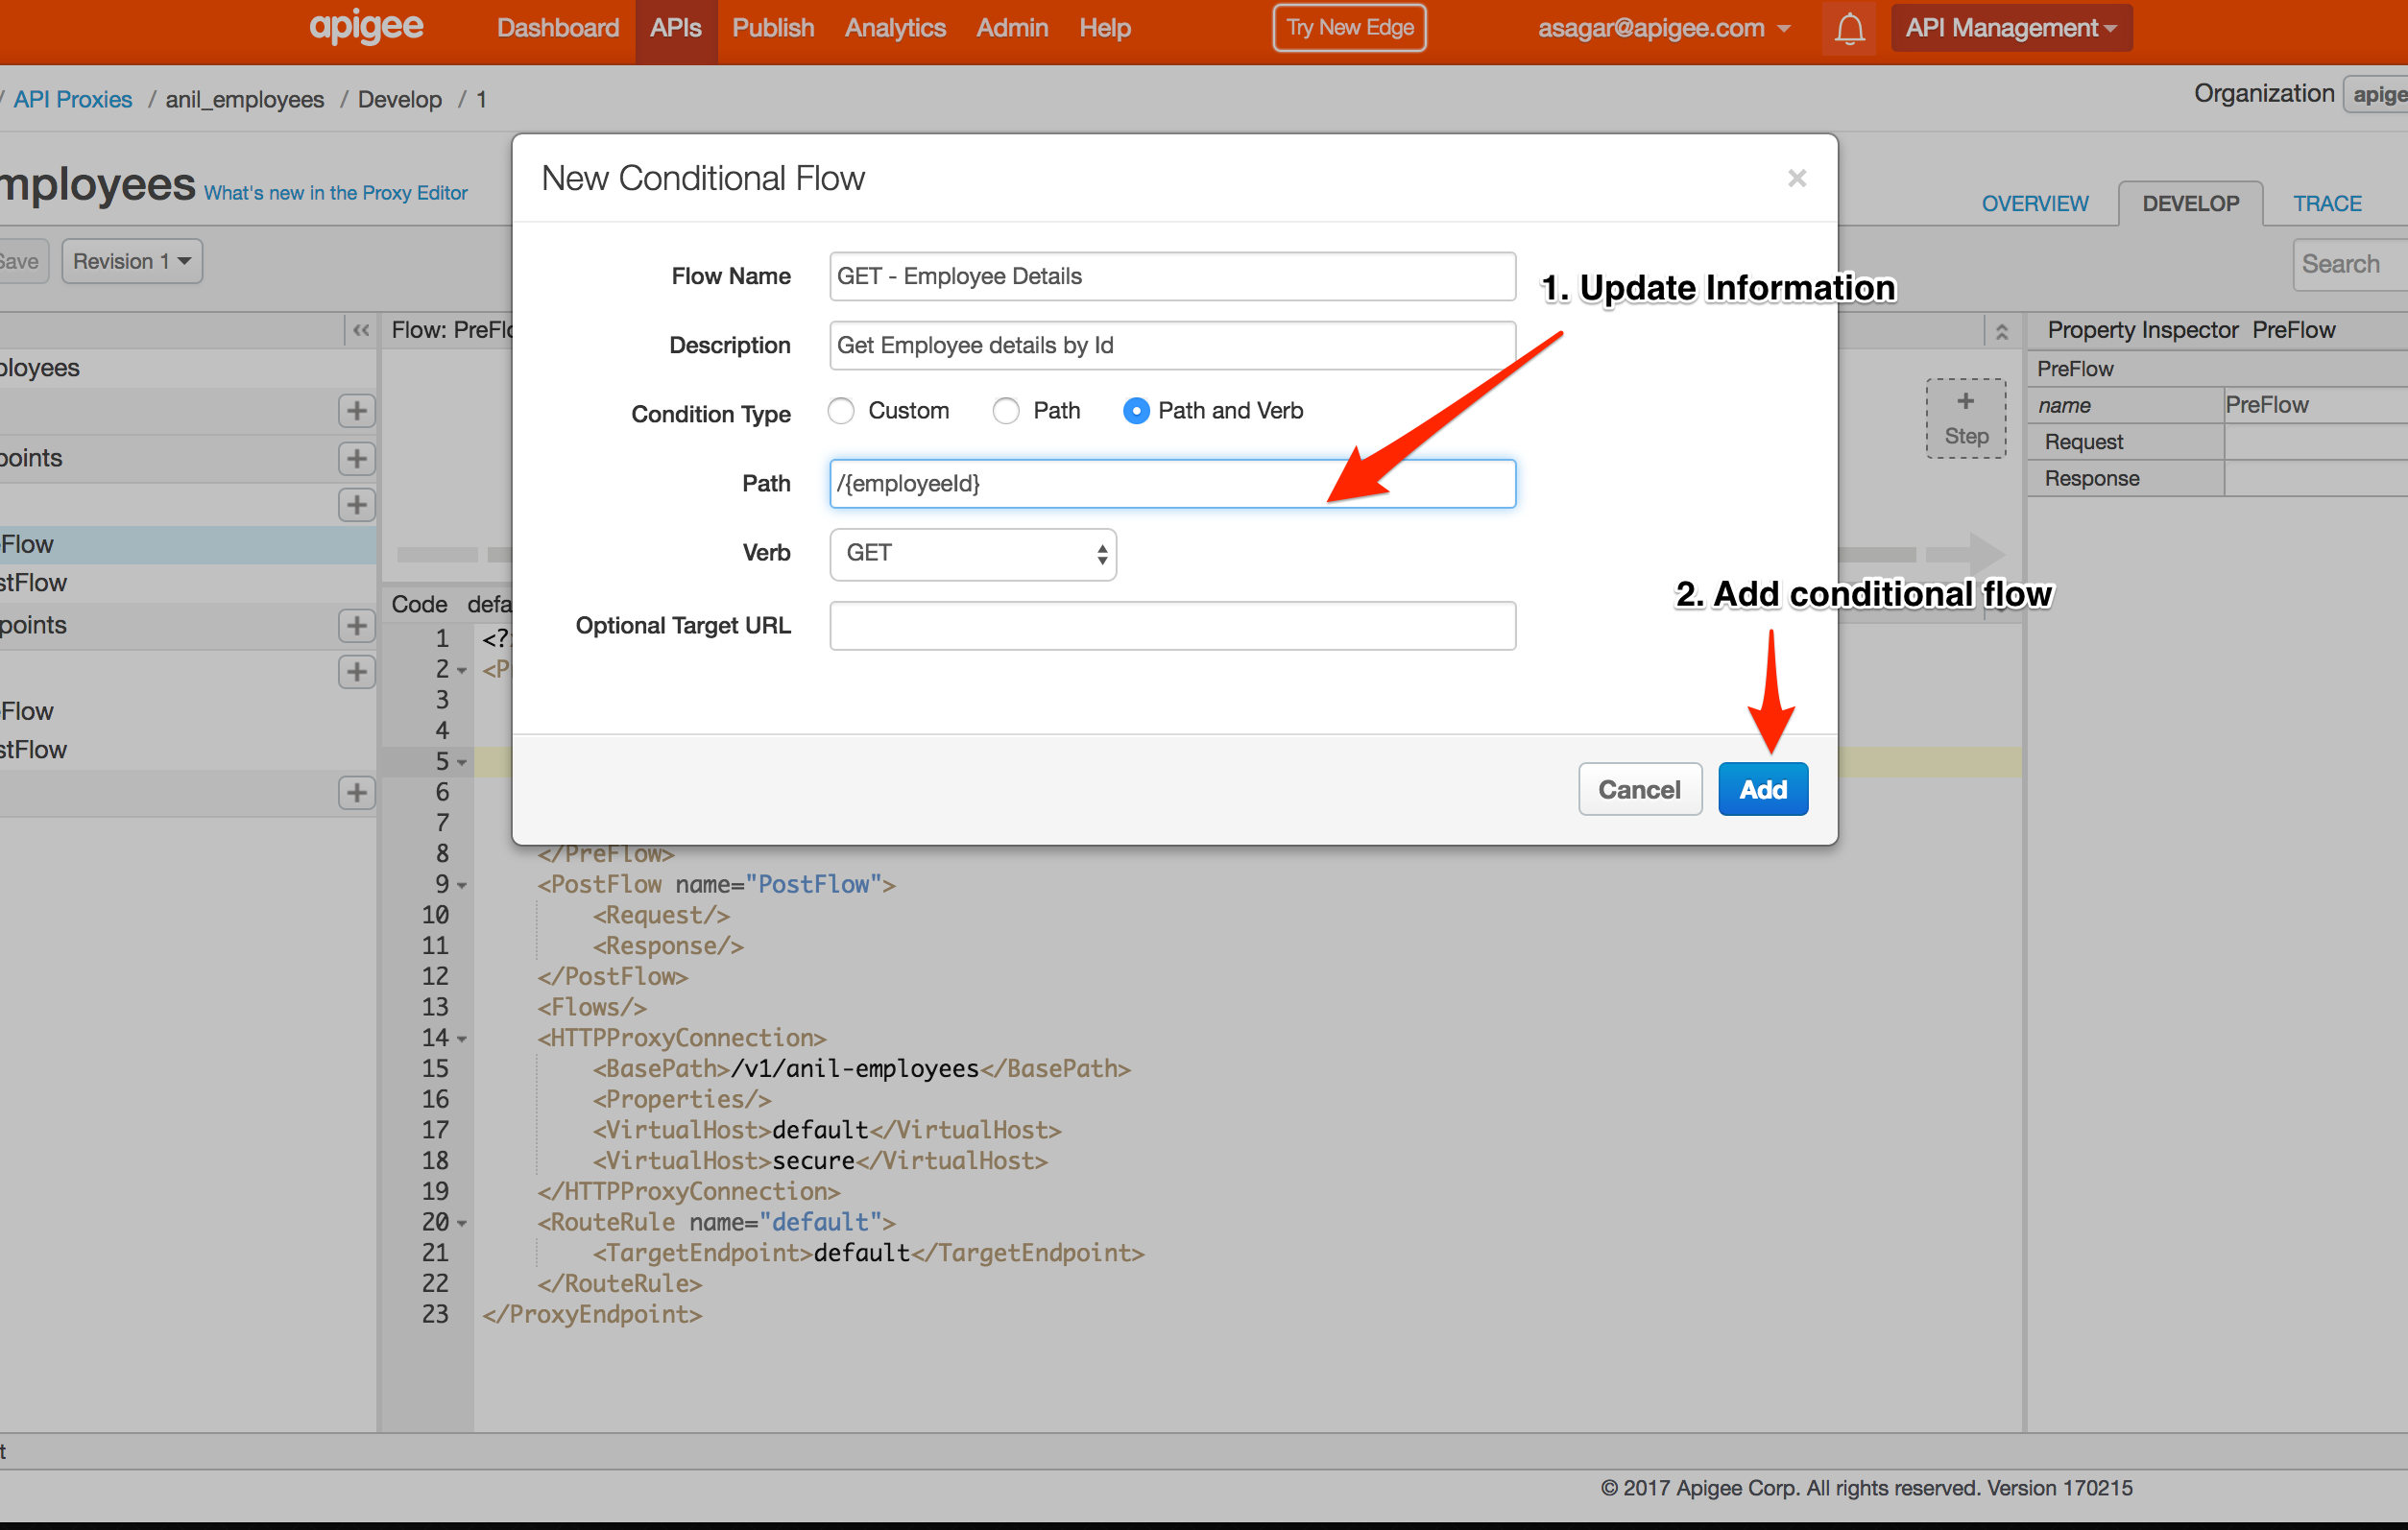 apigee Dashboard APIs Publish Analytics Admin Help Try New Edge asagar@apigee.com API Management
/ API Proxies / anil_employees / Develop / 1 Organization apige
mployees What's new in the Proxy Editor OVERVIEW DEVELOP TRACE
Save Revision 1 Search
New Conditional Flow ×
Flow Name GET - Employee Details
Description Get Employee details by Id
Condition Type Custom Path Path and Verb
Path /{employeeId}
Verb GET
Optional Target URL
Cancel Add
1. Update Information
2. Add conditional flow
ployees
points
Flow
stFlow
points
Flow
stFlow
Flow: PreFlo
+ Step
Property Inspector PreFlow
PreFlow
name PreFlow
Request
Response
Code defa
1 <?
2 <P
3
4
5
6
7
8 </PreFlow>
9 <PostFlow name="PostFlow">
10 <Request/>
11 <Response/>
12 </PostFlow>
13 <Flows/>
14 <HTTPProxyConnection>
15 <BasePath>/v1/anil-employees</BasePath>
16 <Properties/>
17 <VirtualHost>default</VirtualHost>
18 <VirtualHost>secure</VirtualHost>
19 </HTTPProxyConnection>
20 <RouteRule name="default">
21 <TargetEndpoint>default</TargetEndpoint>
22 </RouteRule>
23 </ProxyEndpoint>
t
© 2017 Apigee Corp. All rights reserved. Version 170215